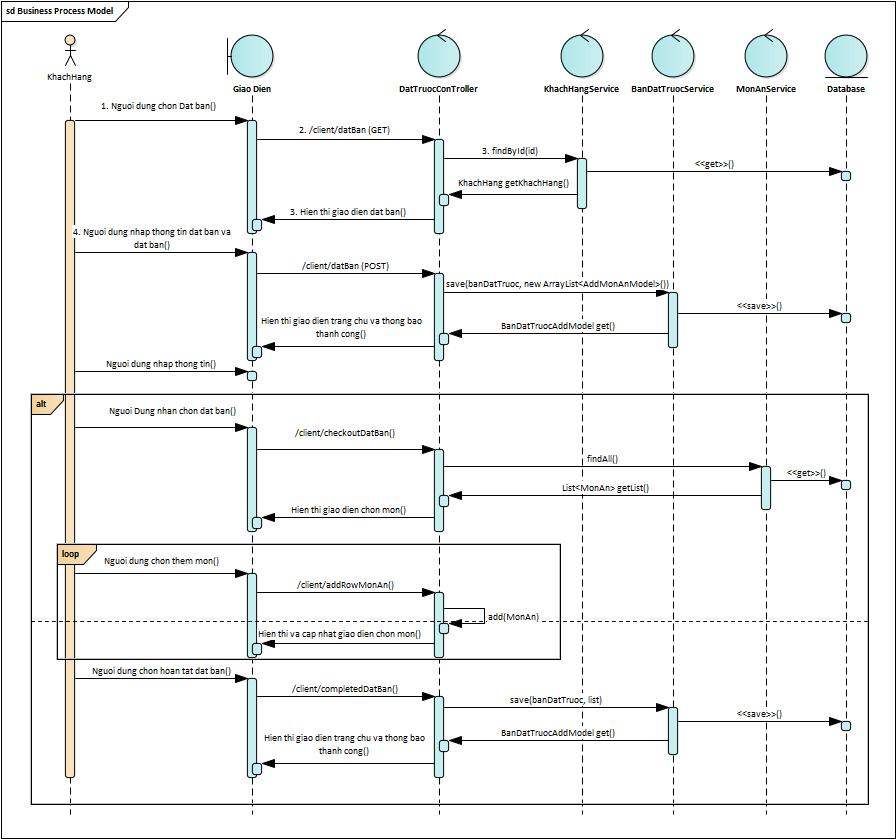 sd Business Process Model
KhachHang
Giao Dien
DatTruocConTroller
KhachHangService
BanDatTruocService
MonAnService
Database
1. Nguoi dung chon Dat ban()
2. /client/datBan (GET)
3. findById(id)
<<get>>()
KhachHang getKhachHang()
3. Hien thi giao dien dat ban()
4. Nguoi dung nhap thong tin dat ban va
dat ban()
/client/datBan (POST)
save(banDatTruoc, new ArrayList<AddMonAnModel>())
<<save>>()
Hien thi giao dien trang chu va thong bao
thanh cong()
BanDatTruocAddModel get()
Nguoi dung nhap thong tin()
alt
Nguoi Dung nhan chon dat ban()
/client/checkoutDatBan()
findAll()
<<get>>()
List<MonAn> getList()
Hien thi giao dien chon mon()
loop
Nguoi dung chon them mon()
/client/addRowMonAn()
add(MonAn)
Hien thi va cap nhat giao dien chon mon()
Nguoi dung chon hoan tat dat ban()
/client/completedDatBan()
save(banDatTruoc, list)
<<save>>()
Hien thi giao dien trang chu va thong bao
thanh cong()
BanDatTruocAddModel get()